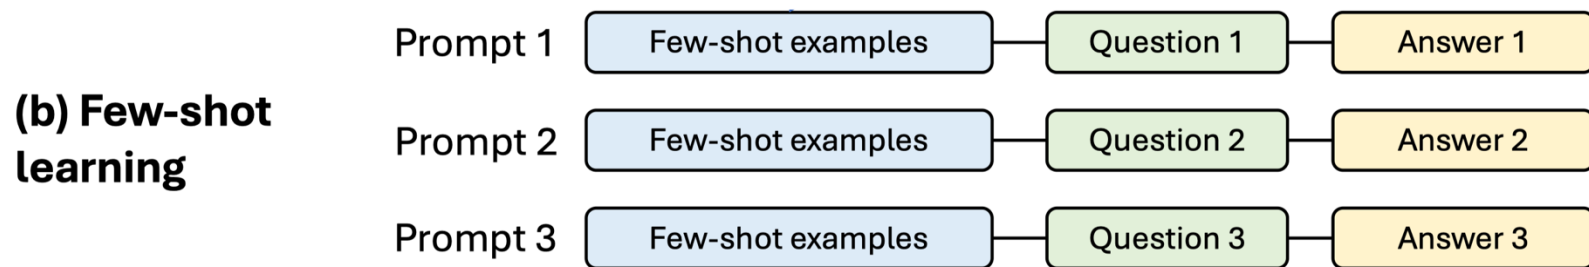 (b) Few-shot
learning
Prompt 1 Few-shot examples Question 1 Answer 1
Prompt 2 Few-shot examples Question 2 Answer 2
Prompt 3 Few-shot examples Question 3 Answer 3